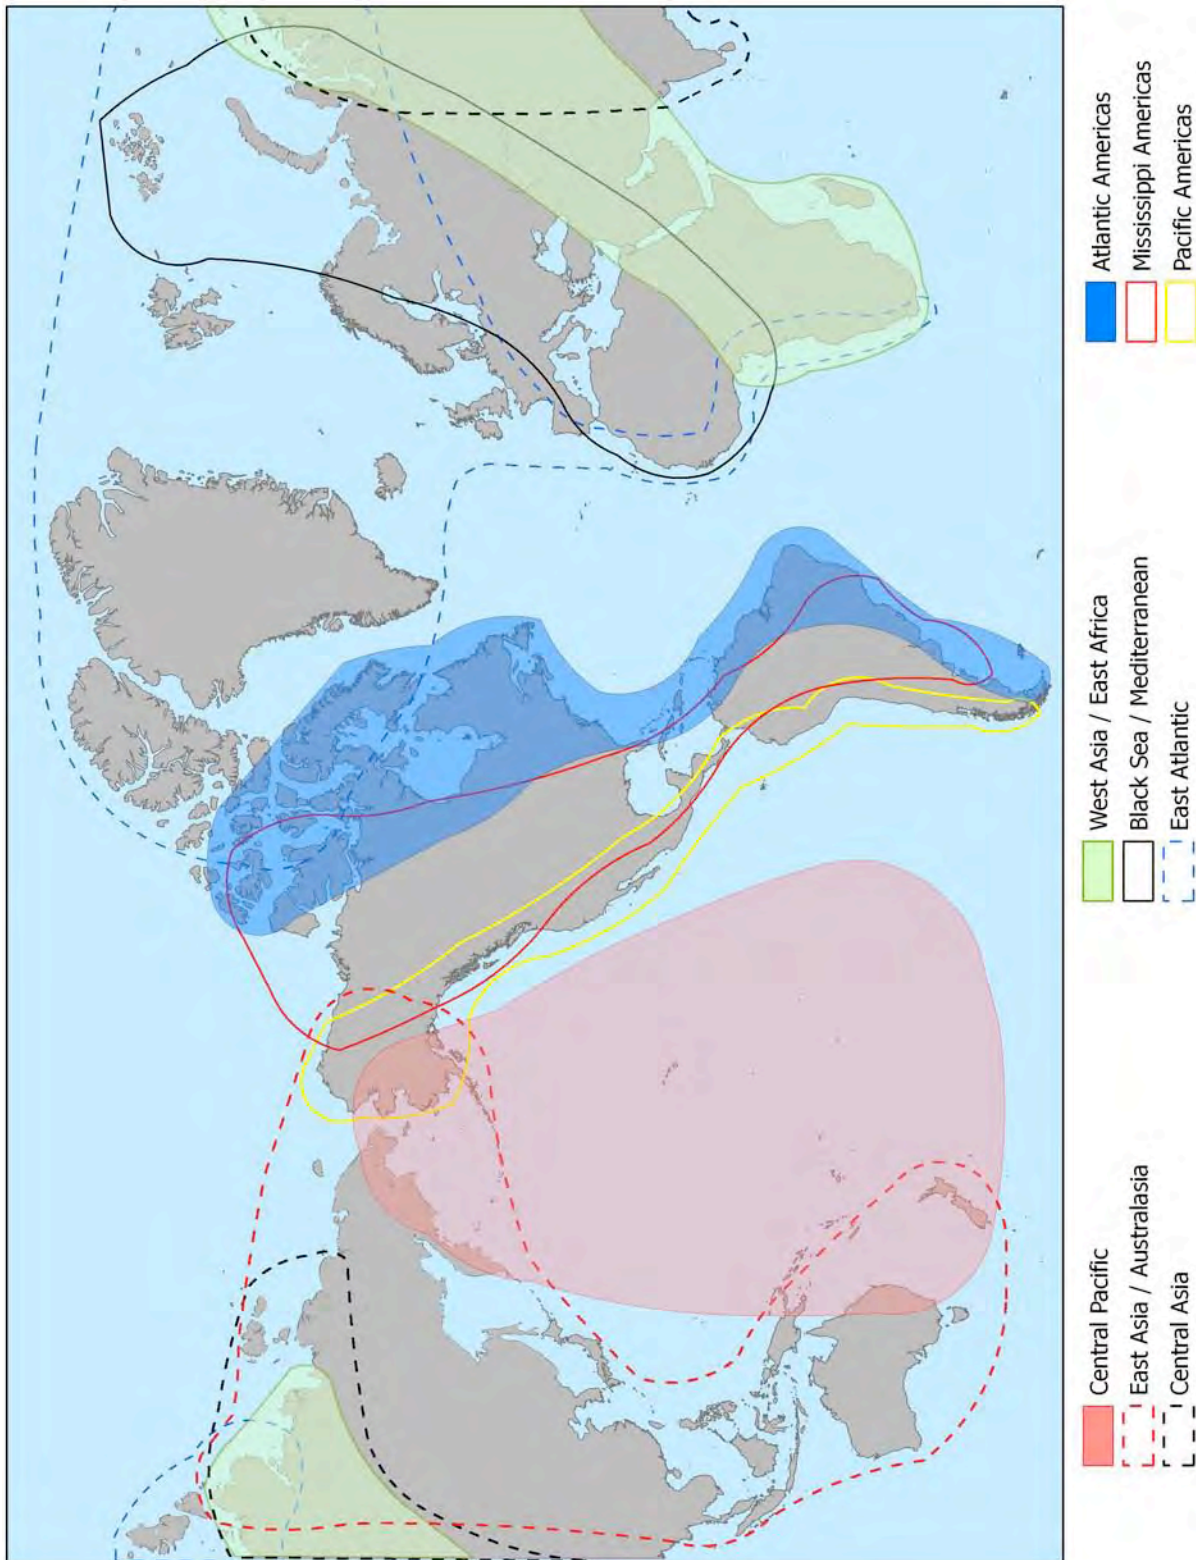 Central Pacific
East Asia / Australasia
Central Asia
West Asia / East Africa
Black Sea / Mediterranean
East Atlantic
Atlantic Americas
Mississippi Americas
Pacific Americas